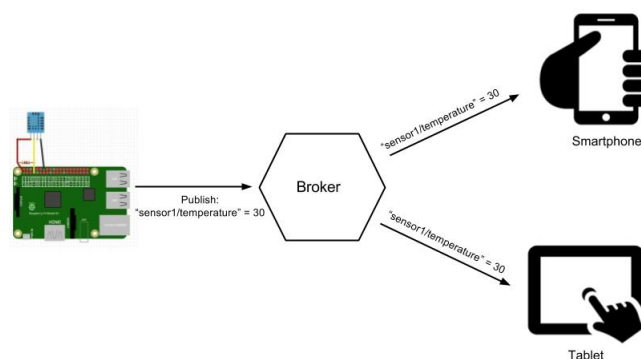 "sensor1/temperature" = 30
Smartphone
Broker
Publish:
"sensor1/temperature" = 30
"sensor1/temperature" = 30
Tablet